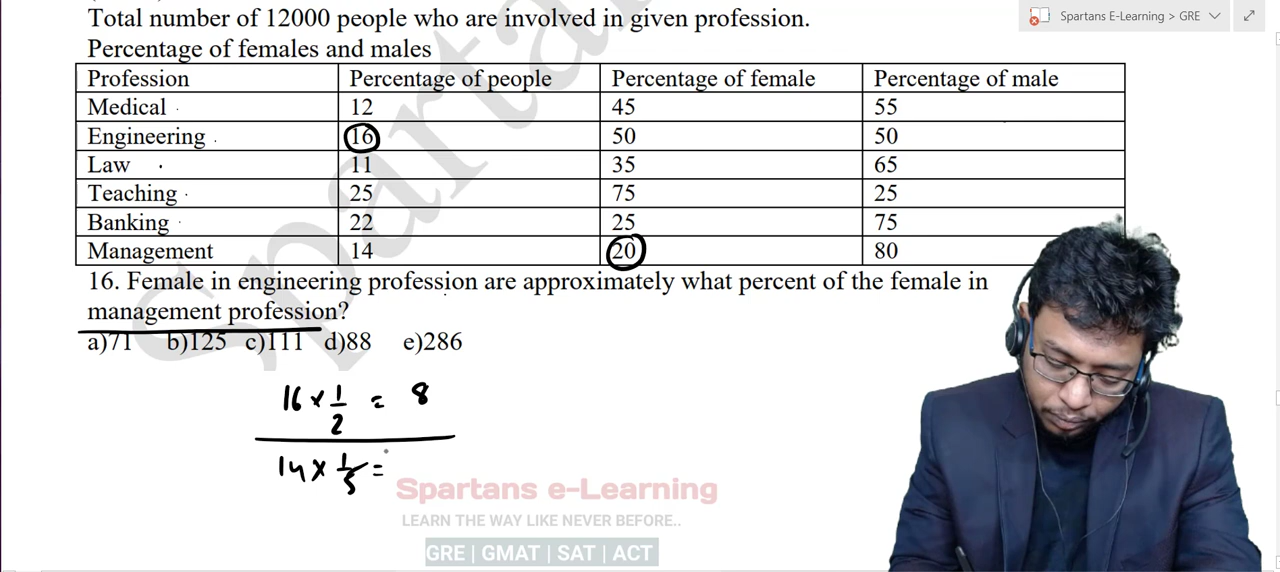 Total number of 12000 people who are involved in given profession.
Spartans E-Learning > GRE
Percentage of females and males
Profession Percentage of people Percentage of female Percentage of male
Medical 12 45 55
Engineering 16 50 50
Law 11 35 65
Teaching 25 75 25
Banking 22 25 75
Management 14 20 80
16. Female in engineering profession are approximately what percent of the female in
management profession?
a)71 b)125 c)111 d)88 e)286
16 × 1/2 = 8
14 × 1/5 =
Spartans e-Learning
LEARN THE WAY LIKE NEVER BEFORE..
GRE | GMAT | SAT | ACT
Sparta